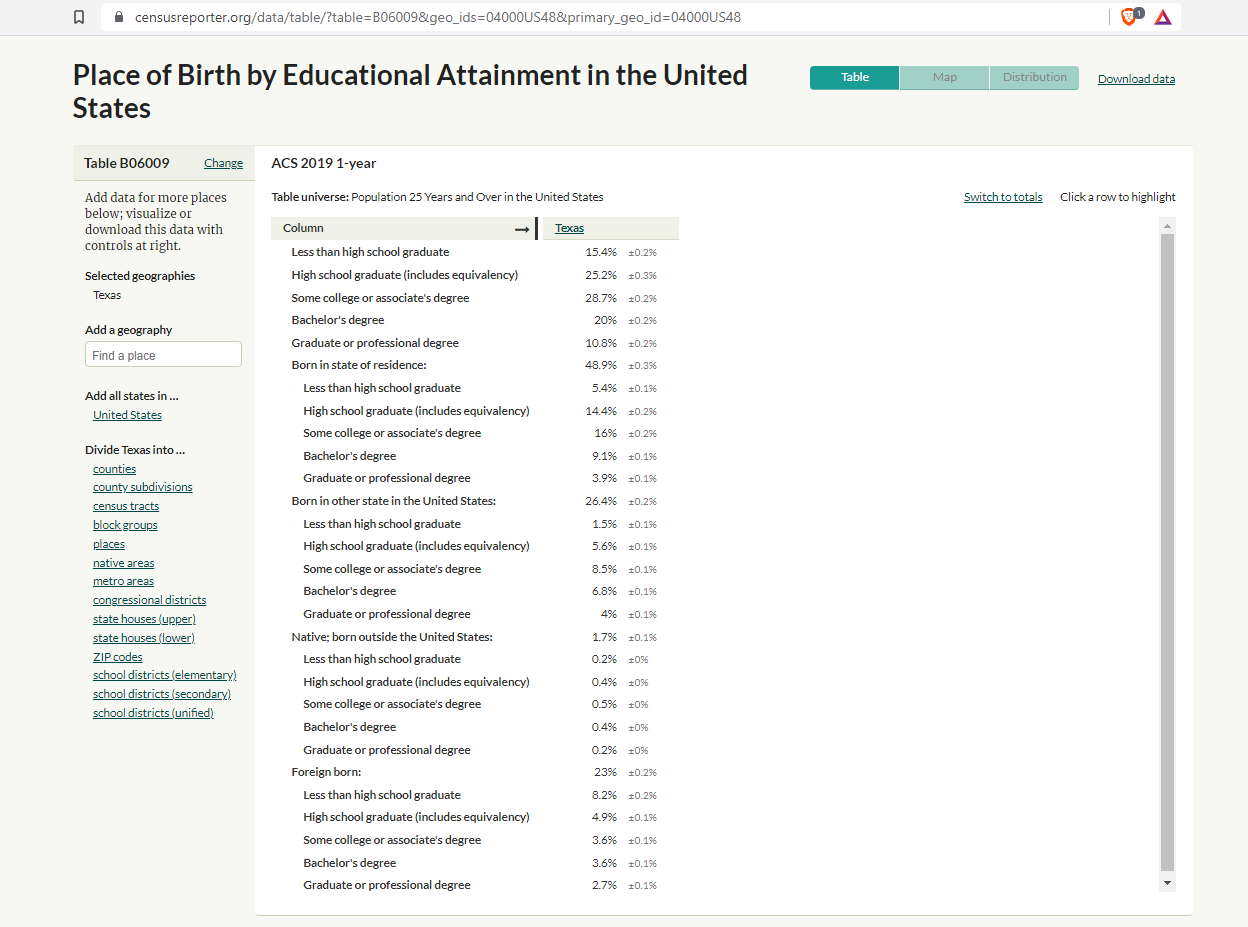 censusreporter.org/data/table/?table=B06009&geo_ids=04000US48&primary_geo_id=04000US48
1
Place of Birth by Educational Attainment in the United
States
Table Map Distribution Download data
Table B06009 Change
Add data for more places
below; visualize or
download this data with
controls at right.
Selected geographies
Texas
Add a geography
Find a place
Add all states in ...
United States
Divide Texas into ...
counties
county subdivisions
census tracts
block groups
places
native areas
metro areas
congressional districts
state houses (upper)
state houses (lower)
ZIP codes
school districts (elementary)
school districts (secondary)
school districts (unified)
ACS 2019 1-year
Table universe: Population 25 Years and Over in the United States Switch to totals Click a row to highlight
Column → Texas
Less than high school graduate 15.4% ±0.2%
High school graduate (includes equivalency) 25.2% ±0.3%
Some college or associate's degree 28.7% ±0.2%
Bachelor's degree 20% ±0.2%
Graduate or professional degree 10.8% ±0.2%
Born in state of residence: 48.9% ±0.3%
Less than high school graduate 5.4% ±0.1%
High school graduate (includes equivalency) 14.4% ±0.2%
Some college or associate's degree 16% ±0.2%
Bachelor's degree 9.1% ±0.1%
Graduate or professional degree 3.9% ±0.1%
Born in other state in the United States: 26.4% ±0.2%
Less than high school graduate 1.5% ±0.1%
High school graduate (includes equivalency) 5.6% ±0.1%
Some college or associate's degree 8.5% ±0.1%
Bachelor's degree 6.8% ±0.1%
Graduate or professional degree 4% ±0.1%
Native; born outside the United States: 1.7% ±0.1%
Less than high school graduate 0.2% ±0%
High school graduate (includes equivalency) 0.4% ±0%
Some college or associate's degree 0.5% ±0%
Bachelor's degree 0.4% ±0%
Graduate or professional degree 0.2% ±0%
Foreign born: 23% ±0.2%
Less than high school graduate 8.2% ±0.2%
High school graduate (includes equivalency) 4.9% ±0.1%
Some college or associate's degree 3.6% ±0.1%
Bachelor's degree 3.6% ±0.1%
Graduate or professional degree 2.7% ±0.1%